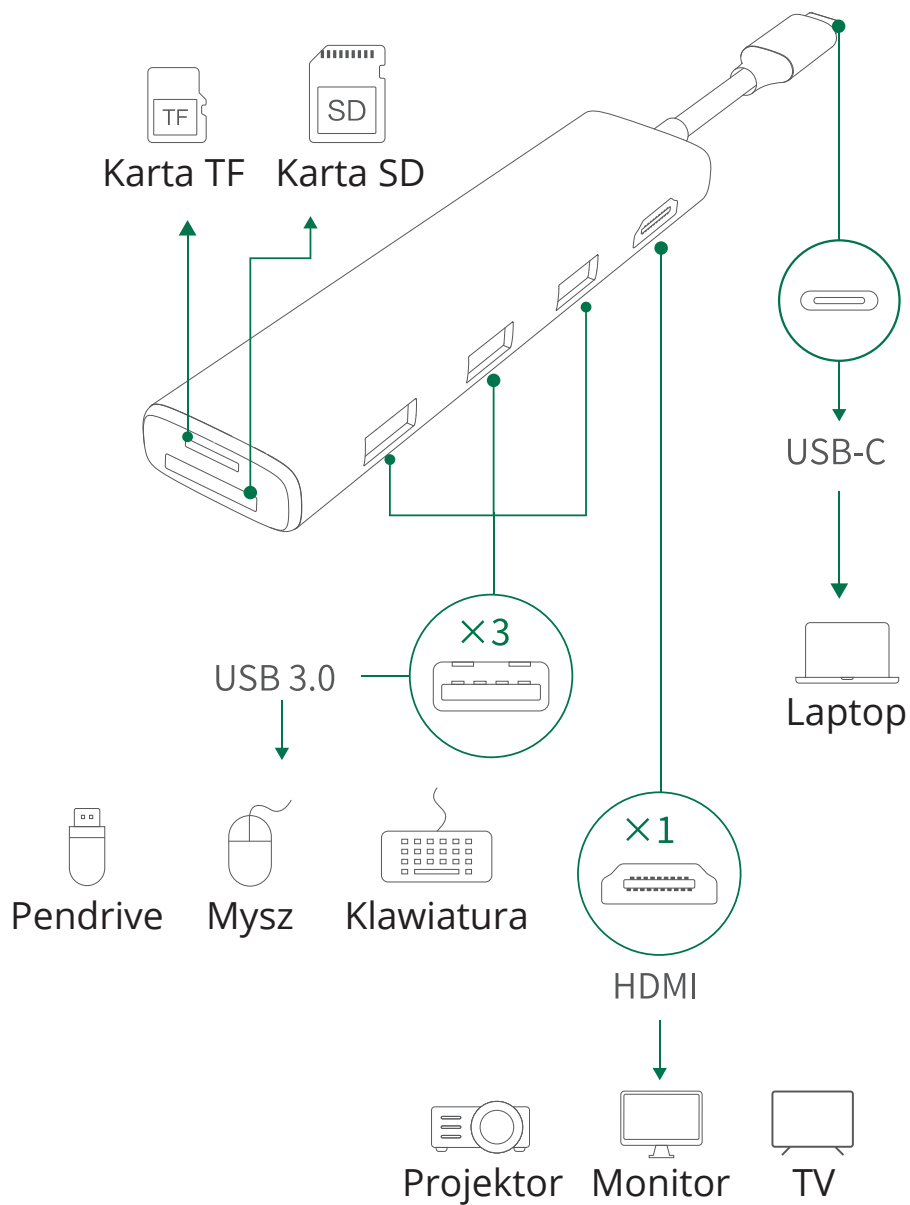 TF
SD
Karta TF
Karta SD
USB-C
×3
USB 3.0
Laptop
×1
Pendrive
Mysz
Klawiatura
HDMI
Projektor
Monitor
TV